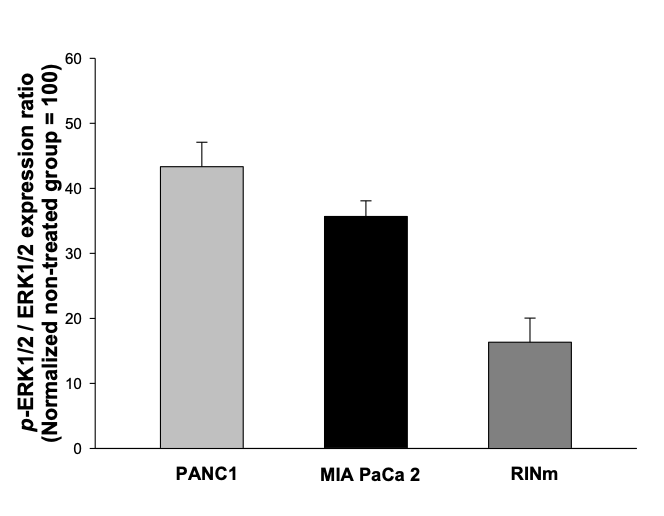 p-ERK1/2 / ERK1/2 expression ratio
(Normalized non-treated group = 100)
60
50
40
30
20
10
0
PANC1
MIA PaCa 2
RINm